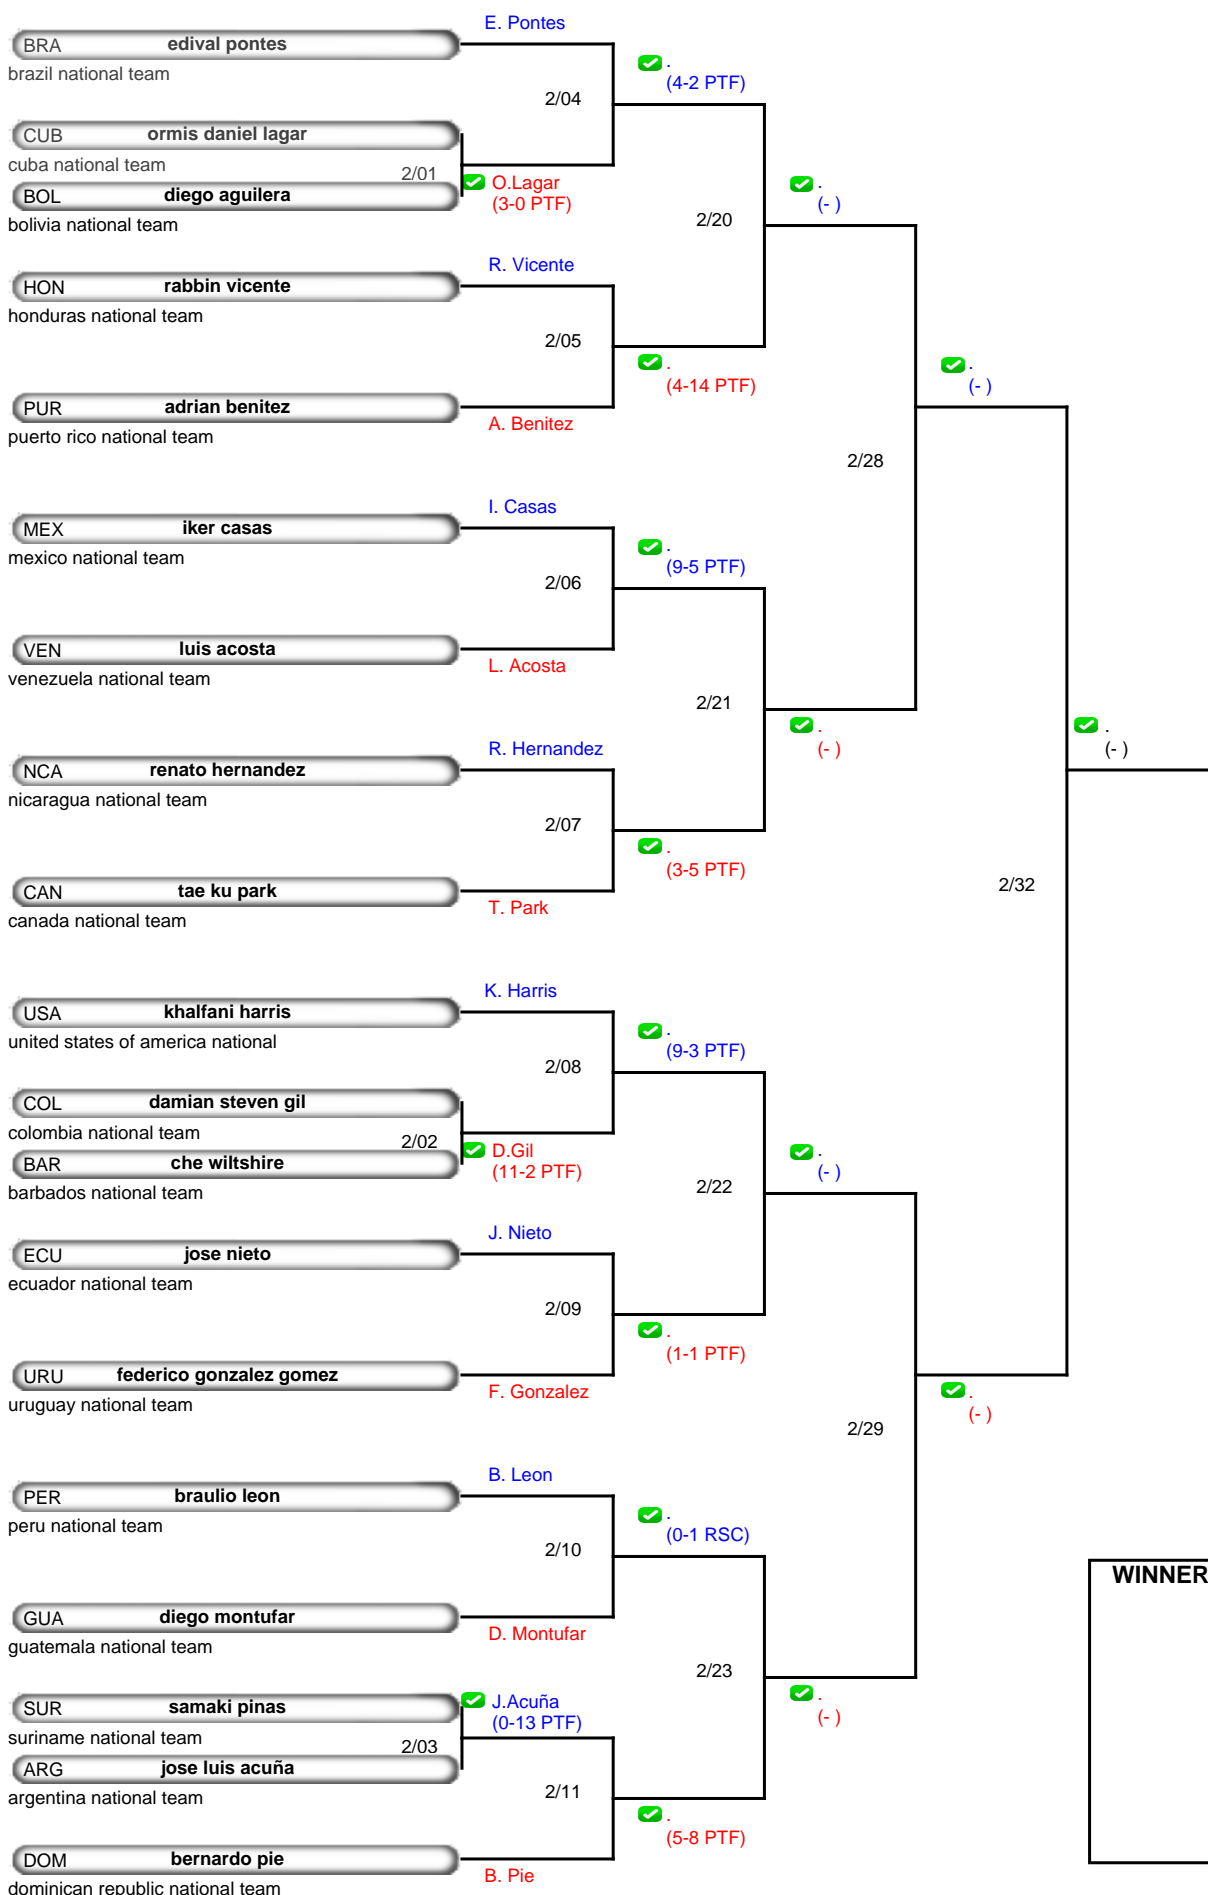 E. Pontes
BRA edival pontes
brazil national team
.
(4-2 PTF)
2/04
CUB ormis daniel lagar
cuba national team
2/01
O.Lagar
(3-0 PTF)
BOL diego aguilera
bolivia national team
.
(- )
2/20
R. Vicente
HON rabbin vicente
honduras national team
2/05
.
(4-14 PTF)
PUR adrian benitez
puerto rico national team
A. Benitez
.
(- )
2/28
I. Casas
MEX iker casas
mexico national team
.
(9-5 PTF)
2/06
VEN luis acosta
venezuela national team
L. Acosta
2/21
.
(- )
.
(- )
R. Hernandez
NCA renato hernandez
nicaragua national team
2/07
.
(3-5 PTF)
CAN tae ku park
canada national team
T. Park
2/32
K. Harris
USA khalfani harris
united states of america national
.
(9-3 PTF)
2/08
COL damian steven gil
colombia national team
2/02
D.Gil
(11-2 PTF)
BAR che wiltshire
barbados national team
.
(- )
2/22
J. Nieto
ECU jose nieto
ecuador national team
2/09
.
(1-1 PTF)
URU federico gonzalez gomez
uruguay national team
F. Gonzalez
.
(- )
2/29
B. Leon
PER braulio leon
peru national team
.
(0-1 RSC)
2/10
WINNER
GUA diego montufar
guatemala national team
D. Montufar
2/23
.
(- )
SUR samaki pinas
suriname national team
J.Acuña
(0-13 PTF)
2/03
ARG jose luis acuña
argentina national team
2/11
.
(5-8 PTF)
DOM bernardo pie
dominican republic national team
B. Pie